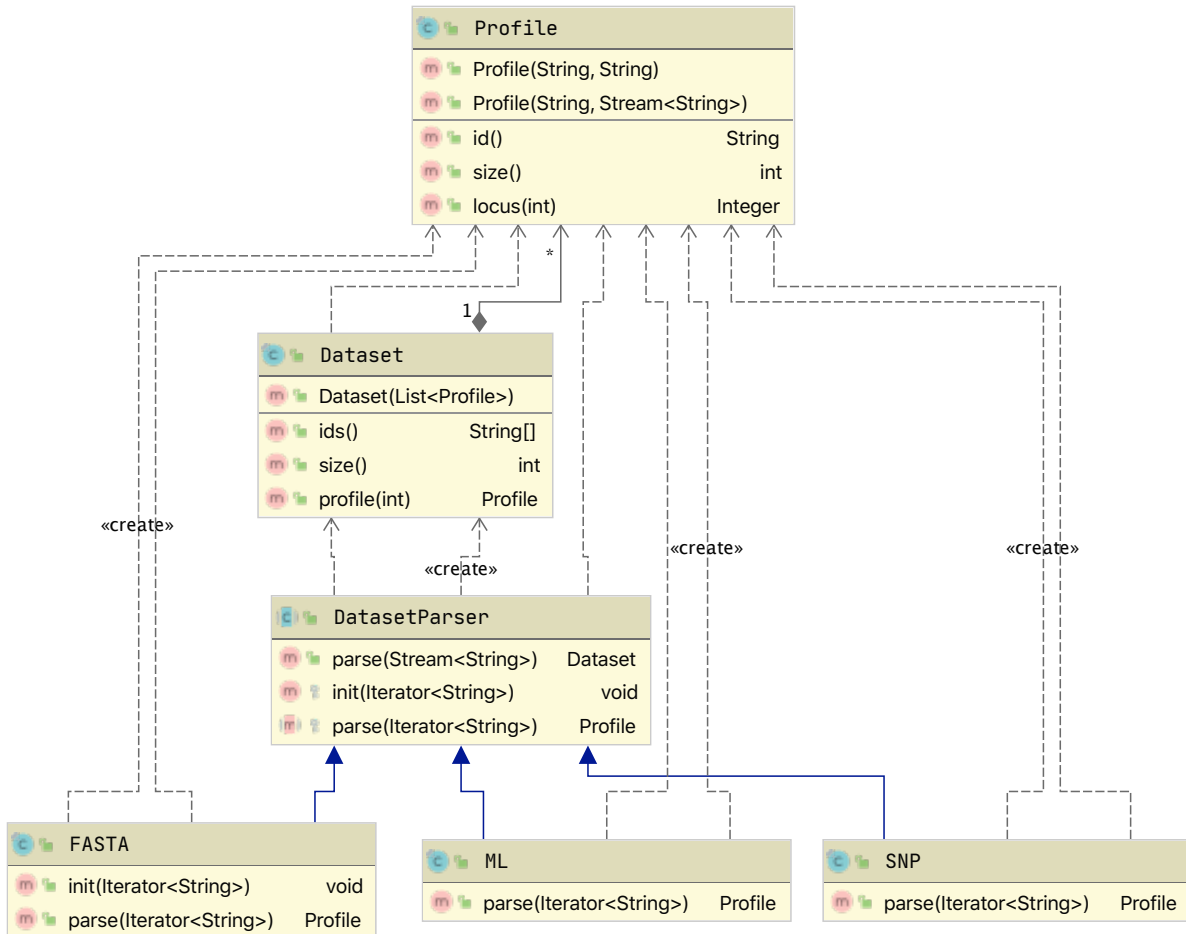 Profile
Profile(String, String)
Profile(String, Stream<String>)
id() String
size() int
locus(int) Integer
*
1
Dataset
Dataset(List<Profile>)
ids() String[]
size() int
profile(int) Profile
«create»
«create»
«create»
«create»
DatasetParser
parse(Stream<String>) Dataset
init(Iterator<String>) void
parse(Iterator<String>) Profile
FASTA
init(Iterator<String>) void
parse(Iterator<String>) Profile
ML
parse(Iterator<String>) Profile
SNP
parse(Iterator<String>) Profile